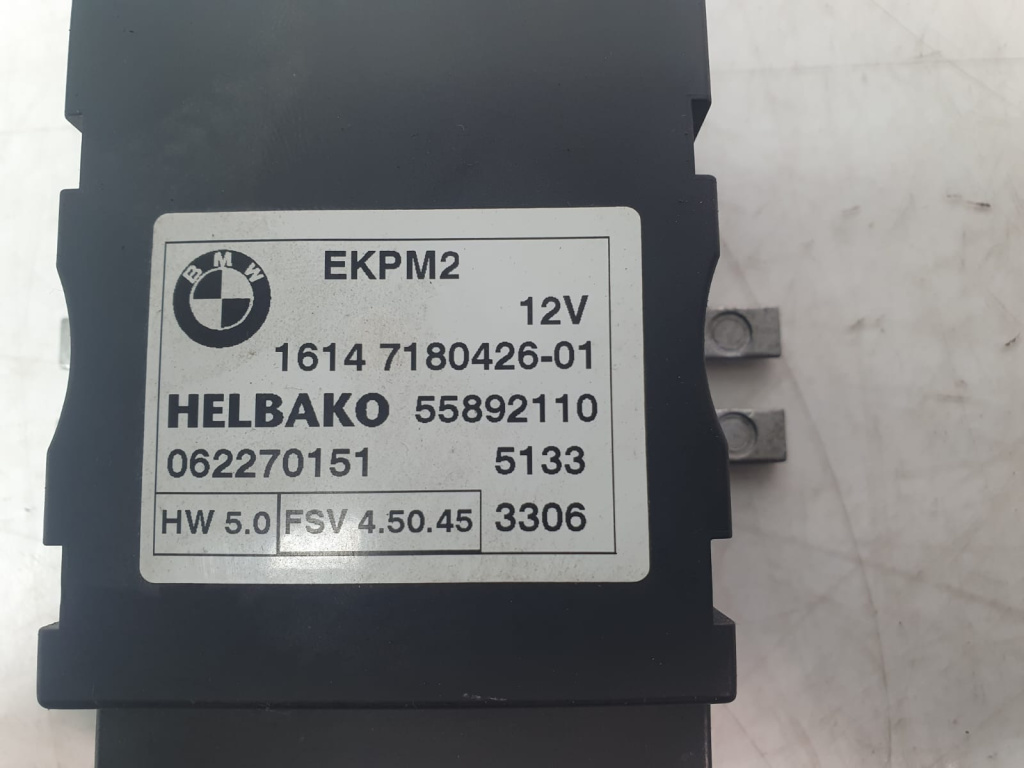 BMW
EKPM2
12V
1614 7180426-01
HELBAKO 55892110
062270151 5133
HW 5.0 FSV 4.50.45 3306